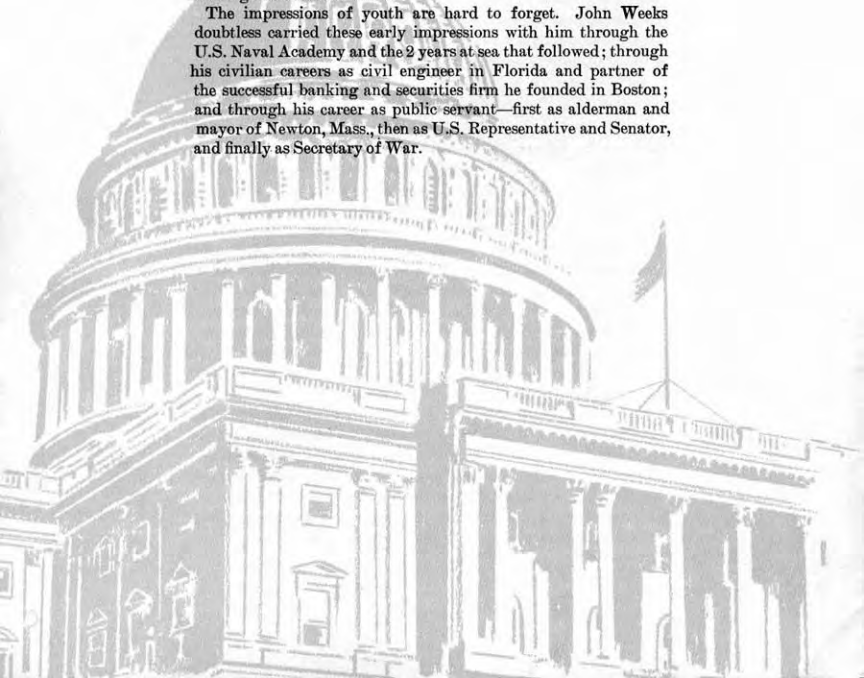 The impressions of youth are hard to forget. John Weeks
doubtless carried these early impressions with him through the
U.S. Naval Academy and the 2 years at sea that followed; through
his civilian careers as civil engineer in Florida and partner of
the successful banking and securities firm he founded in Boston;
and through his career as public servant—first as alderman and
mayor of Newton, Mass., then as U.S. Representative and Senator,
and finally as Secretary of War.